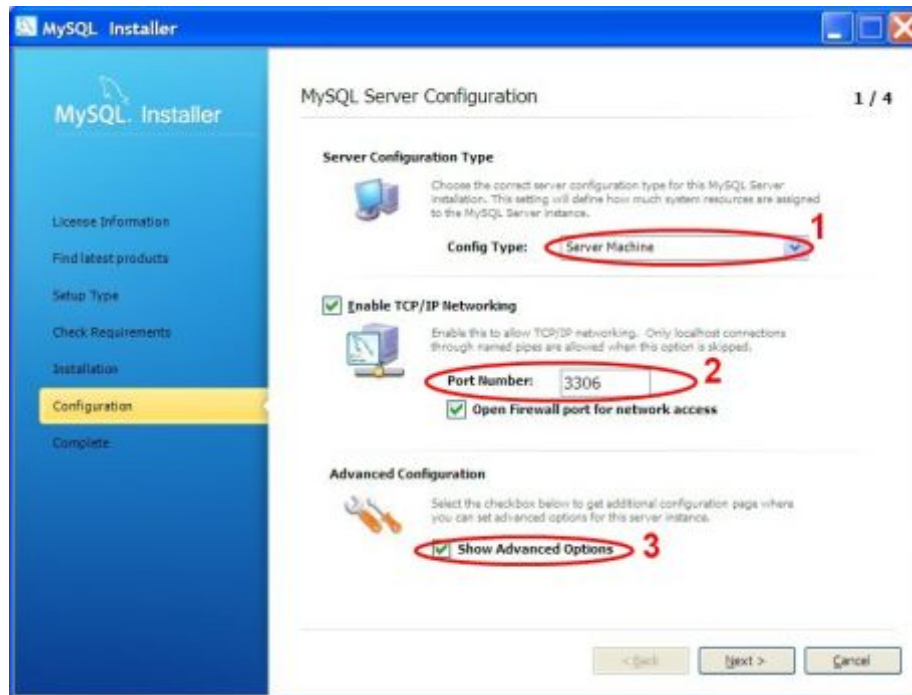 MySQL Installer
MySQL. Installer
License Information
Find latest products
Setup Type
Check Requirements
Installation
Configuration
Complete
MySQL Server Configuration
1 / 4
Server Configuration Type
Choose the correct server configuration type for this MySQL Server
installation. This setting will define how much system resources are assigned
to the MySQL Server instance.
1
Config Type: Server Machine
Enable TCP/IP Networking
Enable this to allow TCP/IP networking. Only localhost connections
through named pipes are allowed when this option is skipped.
Port Number: 3306 2
Open Firewall port for network access
Advanced Configuration
Select the checkbox below to get additional configuration page where
you can set advanced options for this server instance.
Show Advanced Options 3
< Back Next > Cancel